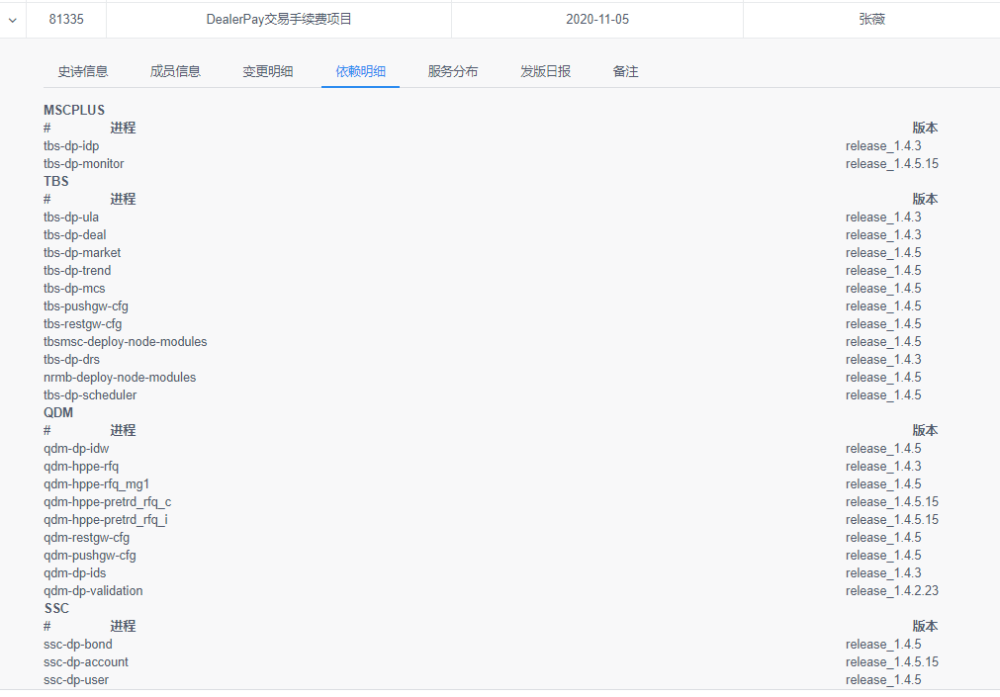 81335 DealerPay交易手续费项目 2020-11-05 张薇
史诗信息 成员信息 变更明细 依赖明细 服务分布 发版日报 备注
MSCPLUS
# 进程 版本
tbs-dp-idp release_1.4.3
tbs-dp-monitor release_1.4.5.15
TBS
# 进程 版本
tbs-dp-ula release_1.4.3
tbs-dp-deal release_1.4.3
tbs-dp-market release_1.4.5
tbs-dp-trend release_1.4.5
tbs-dp-mcs release_1.4.5
tbs-pushgw-cfg release_1.4.5
tbs-restgw-cfg release_1.4.5
tbsmsc-deploy-node-modules release_1.4.5
tbs-dp-drs release_1.4.3
nrmb-deploy-node-modules release_1.4.5
tbs-dp-scheduler release_1.4.5
QDM
# 进程 版本
qdm-dp-idw release_1.4.5
qdm-hppe-rfq release_1.4.3
qdm-hppe-rfq_mg1 release_1.4.5
qdm-hppe-pretrd_rfq_c release_1.4.5.15
qdm-hppe-pretrd_rfq_i release_1.4.5.15
qdm-restgw-cfg release_1.4.5
qdm-pushgw-cfg release_1.4.5
qdm-dp-ids release_1.4.3
qdm-dp-validation release_1.4.2.23
SSC
# 进程 版本
ssc-dp-bond release_1.4.5
ssc-dp-account release_1.4.5.15
ssc-dp-user release_1.4.5